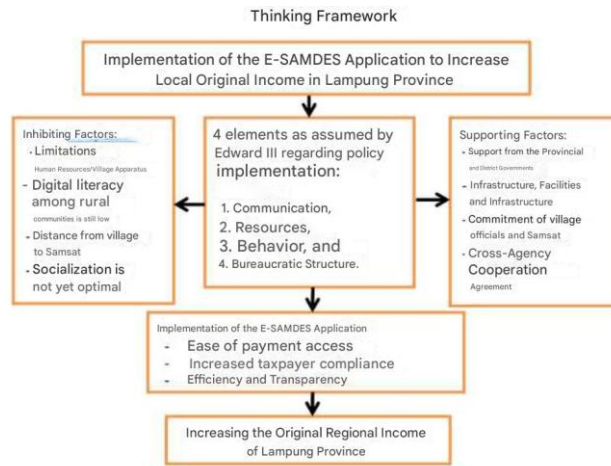 Thinking Framework
Implementation of the E-SAMDES Application to Increase
Local Original Income in Lampung Province
Inhibiting Factors:
· Limitations
Human Resources/Village Apparatus
- Digital literacy
among rural
communities is still low
- Distance from village
to Samsat
- Socialization is
not yet optimal
4 elements as assumed by
Edward III regarding policy
implementation:
1. Communication,
2. Resources,
3. Behavior, and
4. Bureaucratic Structure.
Supporting Factors:
- Support from the Provincial
and District Governments
- Infrastructure, Facilities
and Infrastructure
- Commitment of village
officials and Samsat
- Cross-Agency
Cooperation
Agreement
Implementation of the E-SAMDES Application
- Ease of payment access
- Increased taxpayer compliance
- Efficiency and Transparency
Increasing the Original Regional Income
of Lampung Province